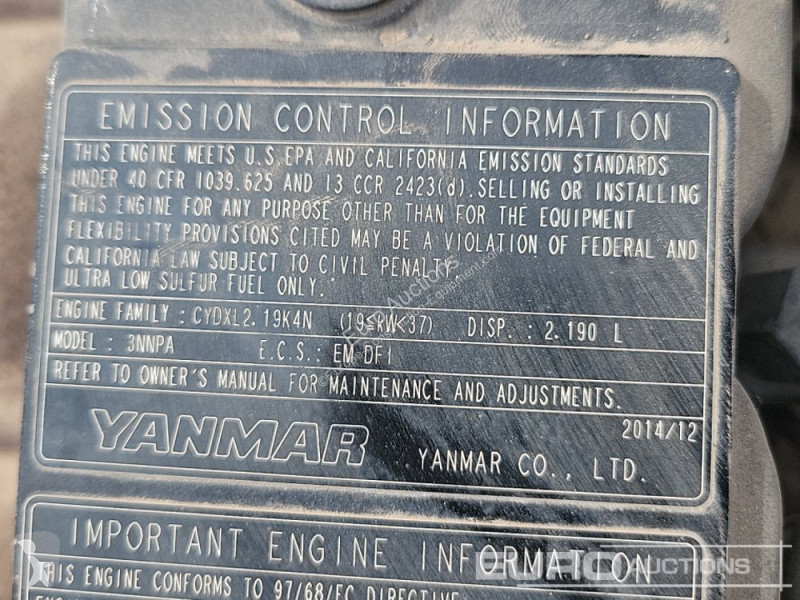 EMISSION CONTROL INFORMATION
THIS ENGINE MEETS U.S.EPA AND CALIFORNIA EMISSION STANDARDS
UNDER 40 CFR 1039.625 AND 13 CCR 2423(d).SELLING OR INSTALLING
THIS ENGINE FOR ANY PURPOSE OTHER THAN FOR THE EQUIPMENT
FLEXIBILITY PROVISIONS CITED MAY BE A VIOLATION OF FEDERAL AND
CALIFORNIA LAW SUBJECT TO CIVIL PENALTY.
ULTRA LOW SULFUR FUEL ONLY.
ENGINE FAMILY: CYDXL2.19K4N (19≦kW<37) DISP.: 2.190 L
MODEL: 3NNPA E.C.S.: EM DFI
REFER TO OWNER'S MANUAL FOR MAINTENANCE AND ADJUSTMENTS.
2014/12
YANMAR YANMAR CO., LTD.
IMPORTANT ENGINE INFORMATION
THIS ENGINE CONFORMS TO 97/68/EC DIRECTIVE
EURO AUCTIONS